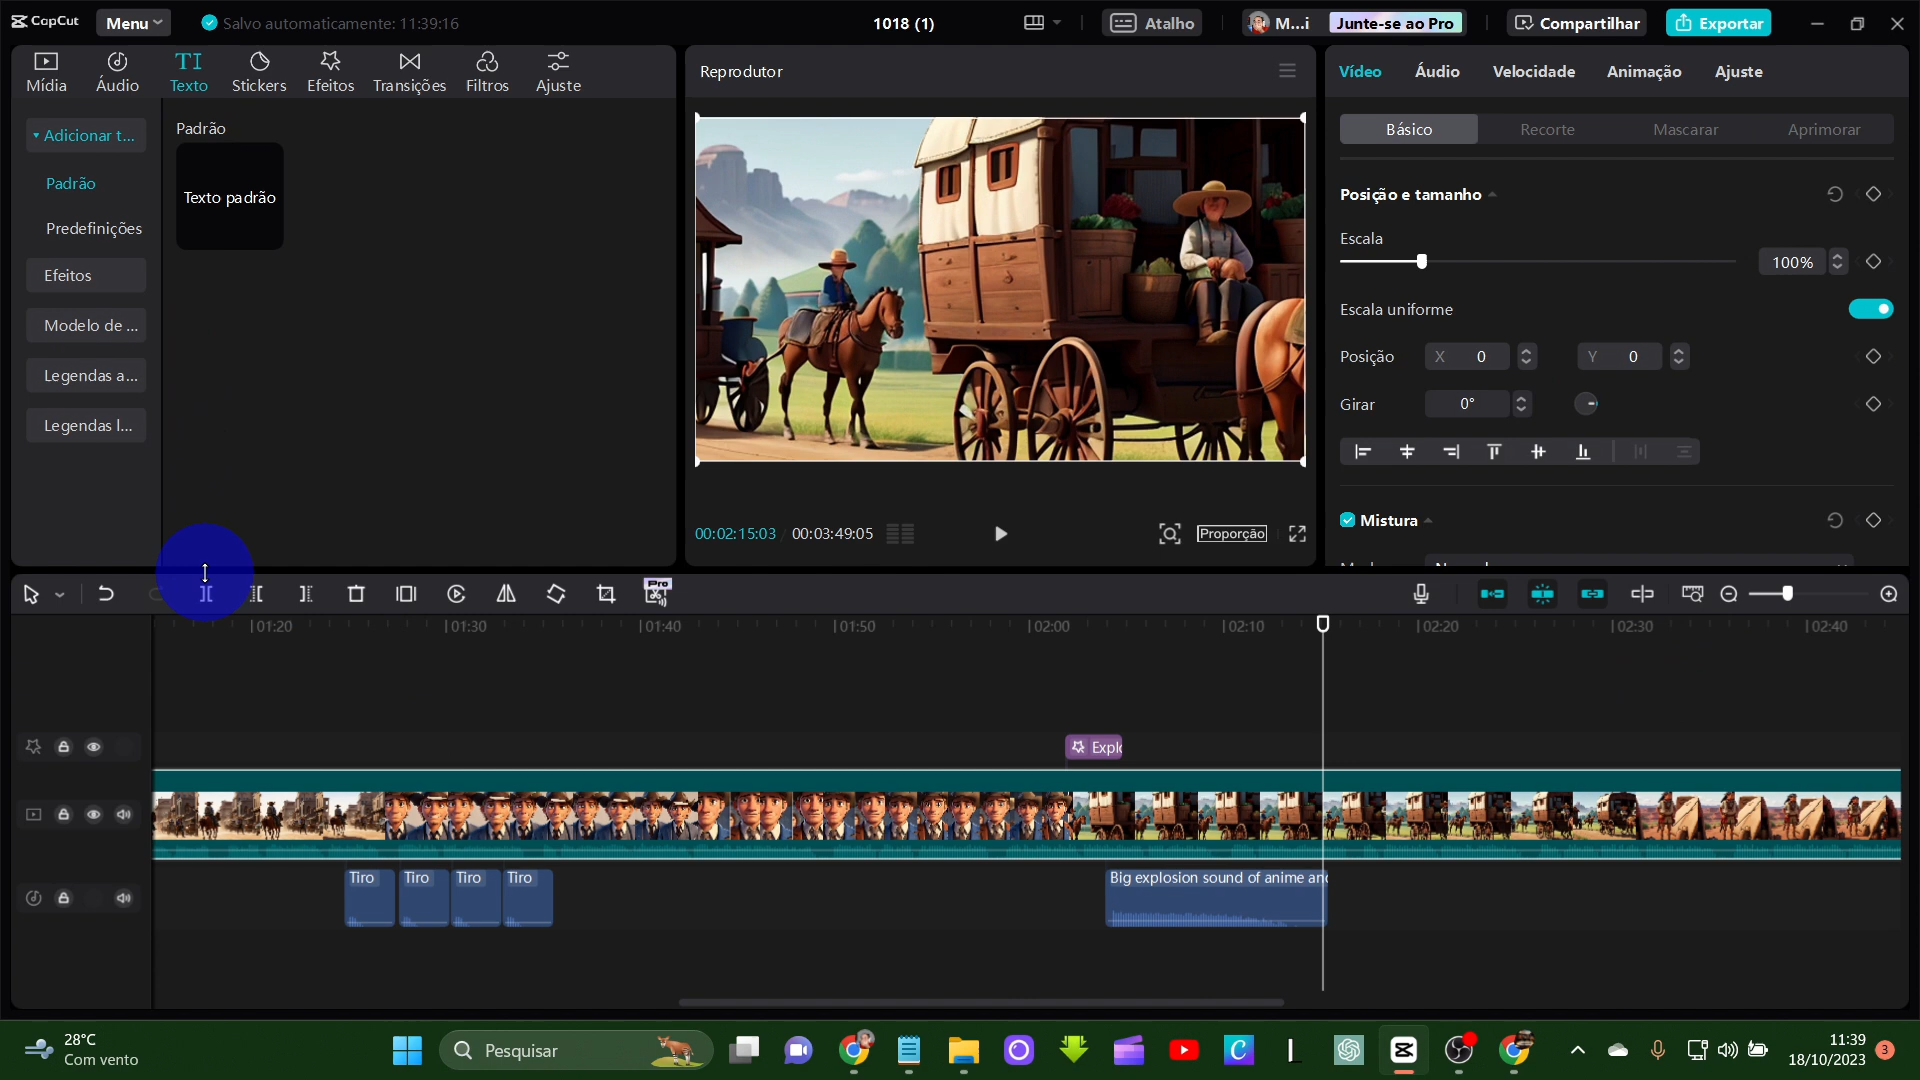 CapCut
Menu
Salvo automaticamente: 11:39:16
1018 (1)
Atalho
M...i
Junte-se ao Pro
Compartilhar
Exportar
Mídia
Áudio
TI
Texto
Stickers
Efeitos
Transições
Filtros
Ajuste
Adicionar t...
Padrão
Predefinições
Efeitos
Modelo de ...
Legendas a...
Legendas l...
Padrão
Texto padrão
Reprodutor
00:02:15:03 / 00:03:49:05
Proporção
Vídeo
Áudio
Velocidade
Animação
Ajuste
Básico
Recorte
Mascarar
Aprimorar
Posição e tamanho
Escala
100%
Escala uniforme
Posição
X 0
Y 0
Girar
0°
Mistura
Pro
01:20
01:30
01:40
01:50
02:00
02:10
02:20
02:30
02:40
Explo
Tiro
Tiro
Tiro
Tiro
Big explosion sound of anime and
28°C
Com vento
Pesquisar
11:39
18/10/2023
3